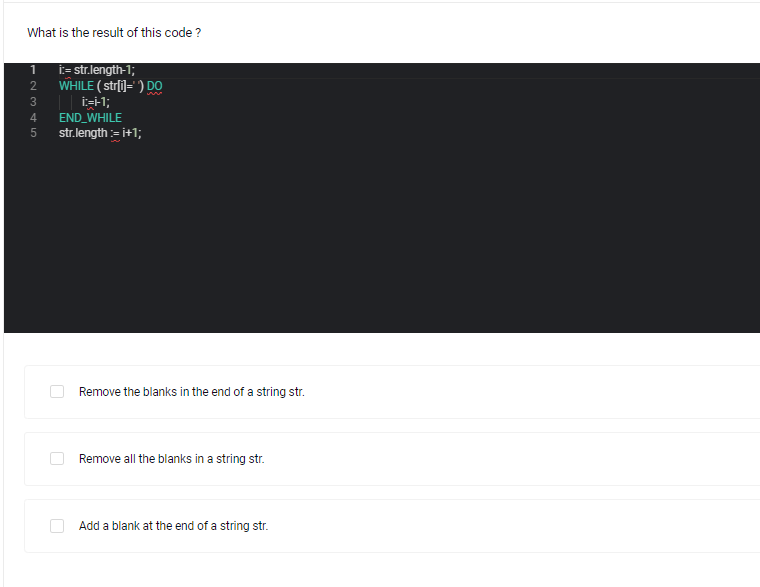 What is the result of this code ?
1 i:= str.length-1;
2 WHILE ( str[i]=' ') DO
3 i:=i-1;
4 END_WHILE
5 str.length := i+1;
Remove the blanks in the end of a string str.
Remove all the blanks in a string str.
Add a blank at the end of a string str.